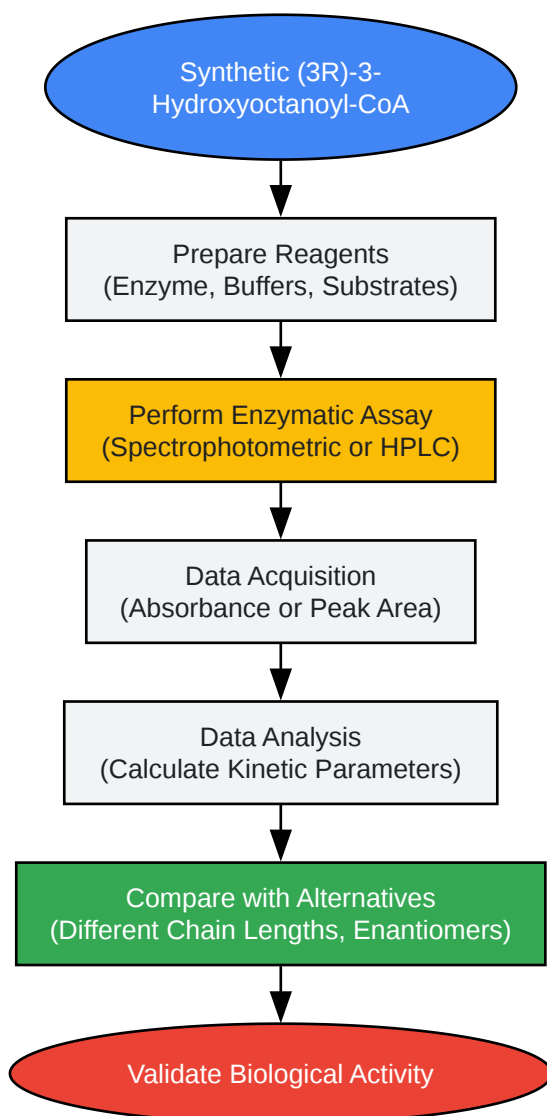 Synthetic (3R)-3-
Hydroxyoctanoyl-CoA
Prepare Reagents
(Enzyme, Buffers, Substrates)
Perform Enzymatic Assay
(Spectrophotometric or HPLC)
Data Acquisition
(Absorbance or Peak Area)
Data Analysis
(Calculate Kinetic Parameters)
Compare with Alternatives
(Different Chain Lengths, Enantiomers)
Validate Biological Activity